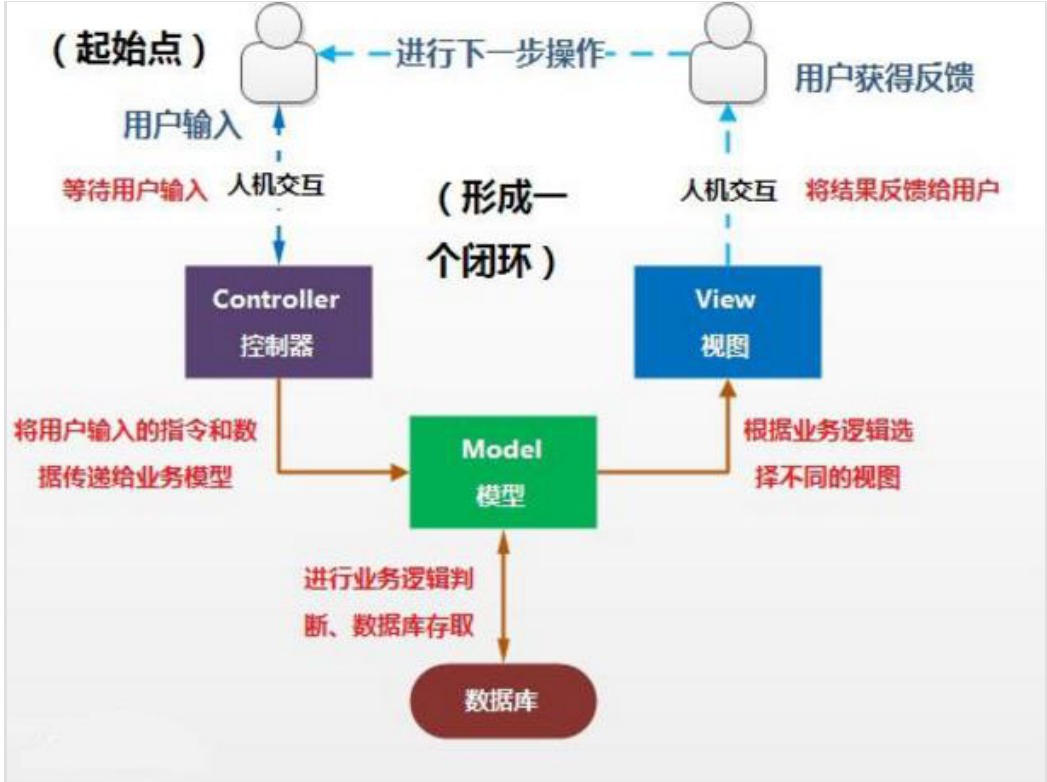 （起始点）
进行下一步操作
用户获得反馈
用户输入
等待用户输入
人机交互
（形成一
个闭环）
人机交互
将结果反馈给用户
Controller
控制器
View
视图
将用户输入的指令和数
据传递给业务模型
Model
模型
根据业务逻辑选
择不同的视图
进行业务逻辑判
断、数据库存取
数据库